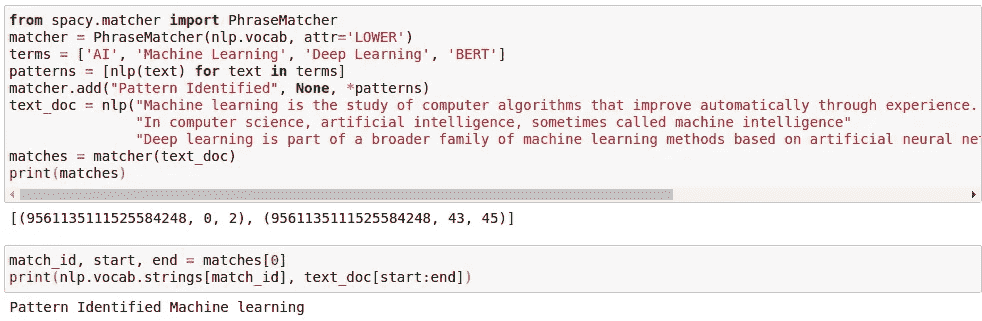 from spacy.matcher import PhraseMatcher
matcher = PhraseMatcher(nlp.vocab, attr='LOWER')
terms = ['AI', 'Machine Learning', 'Deep Learning', 'BERT']
patterns = [nlp(text) for text in terms]
matcher.add("Pattern Identified", None, *patterns)
text_doc = nlp("Machine learning is the study of computer algorithms that improve automatically through experience.
"In computer science, artificial intelligence, sometimes called machine intelligence"
"Deep learning is part of a broader family of machine learning methods based on artificial neural ne
matches = matcher(text_doc)
print(matches)
[(9561135111525584248, 0, 2), (9561135111525584248, 43, 45)]
match_id, start, end = matches[0]
print(nlp.vocab.strings[match_id], text_doc[start:end])
Pattern Identified Machine learning